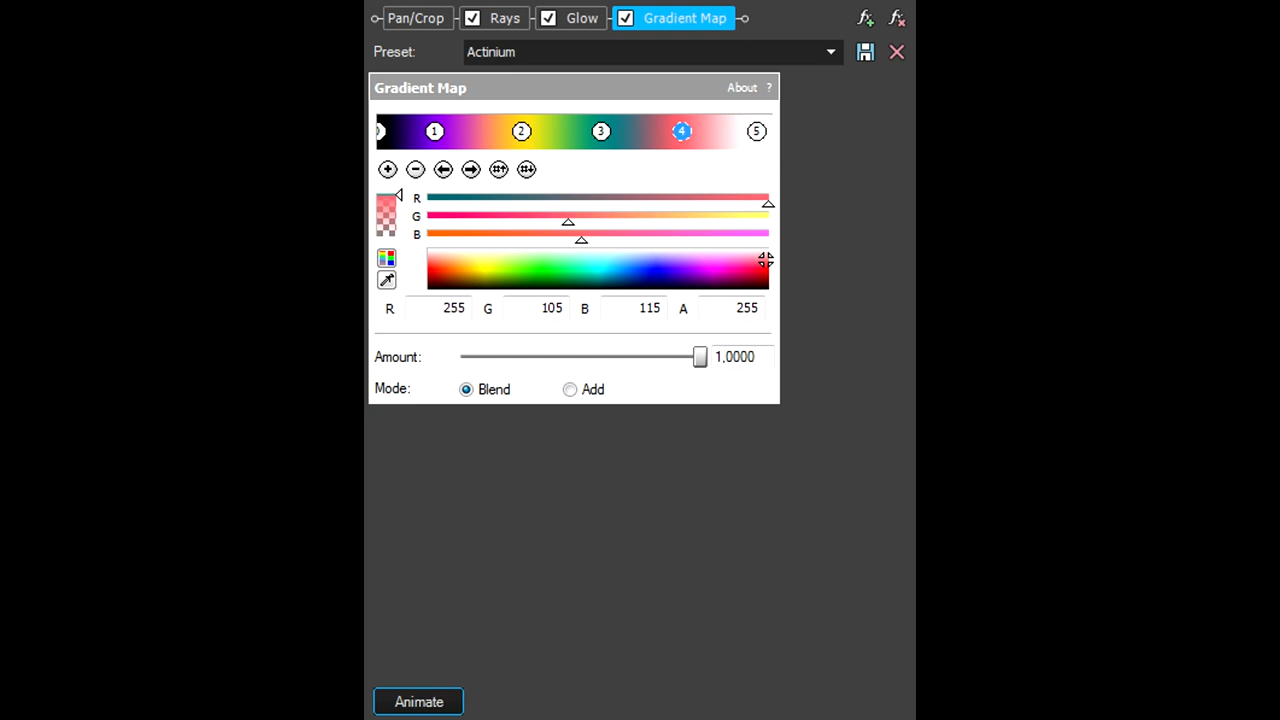 Pan/Crop Rays Glow Gradient Map
Preset: Actinium
Gradient Map About ?
1 2 3 4 5
R
G
B
R 255 G 105 B 115 A 255
Amount: 1,0000
Mode: Blend Add
Animate